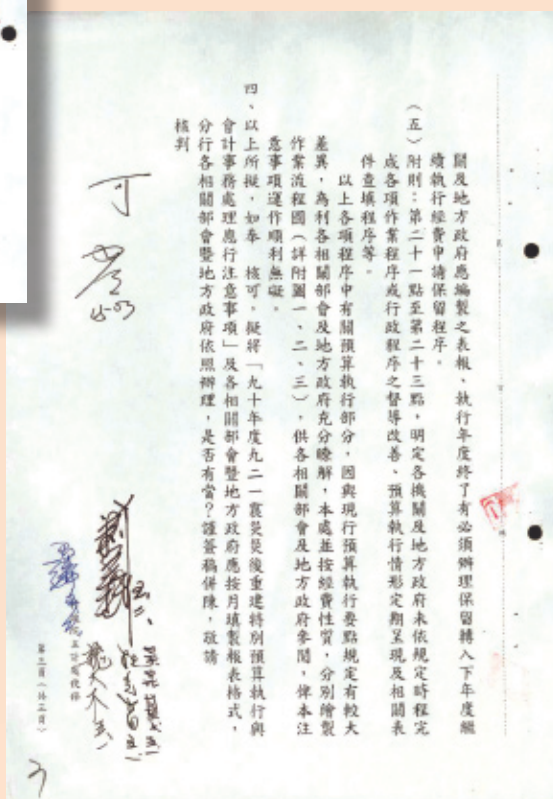 關及地方政府應編製之表報、執行年度終了有必須辦理保留轉入下年度繼
續執行經費申請保留程序。
（五）附則：第二十一點至第二十三點，明定各機關及地方政府未依規定時程完
成各項作業程序或行政程序之督導改善、預算執行情形定期呈現及相關表
件查填程序等。
以上各項程序中有關預算執行部分，因與現行預算執行要點規定有較大
差異，為利各相關部會及地方政府充分瞭解，本處並按經費性質，分別繪製
作業流程圖（詳附圖一、二、三），供各相關部會及地方政府參閱，俾本注
意事項運作順利無礙。
四、以上所擬，如奉　核可，擬將「九十年度九二一震災災後重建特別預算執行與
會計事務處理應行注意事項」及各相關部會暨地方政府應按月填製報表格式，
分行各相關部會暨地方政府依照辦理，是否有當？謹簽稿併陳，敬請
核判
可
第三頁（共三頁）